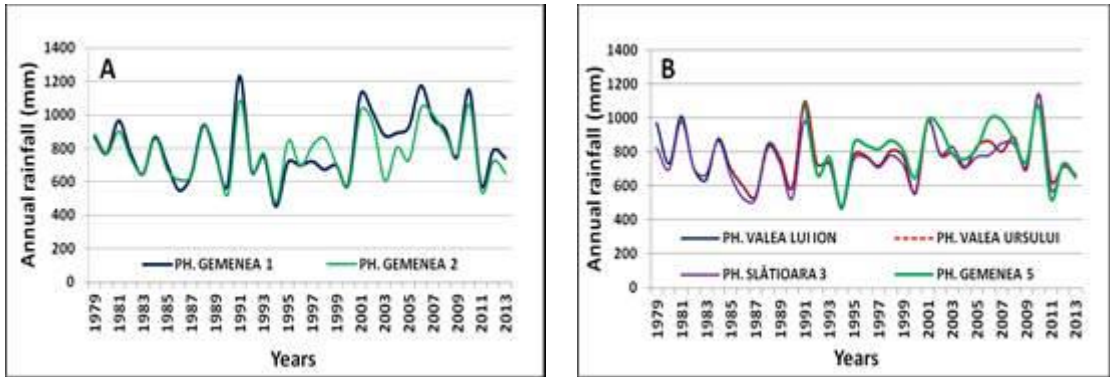 A
1400
1200
1000
800
600
400
200
0
Annual rainfall (mm)
PH. GEMENEA 1 PH. GEMENEA 2
1979 1981 1983 1985 1987 1989 1991 1993 1995 1997 1999 2001 2003 2005 2007 2009 2011 2013
Years
B
1400
1200
1000
800
600
400
200
0
Annual rainfall (mm)
PH. VALEA LUI ION PH. VALEA URSULUI
PH. SLĂTIOARA 3 PH. GEMENEA 5
1979 1981 1983 1985 1987 1989 1991 1993 1995 1997 1999 2001 2003 2005 2007 2009 2011 2013
Years